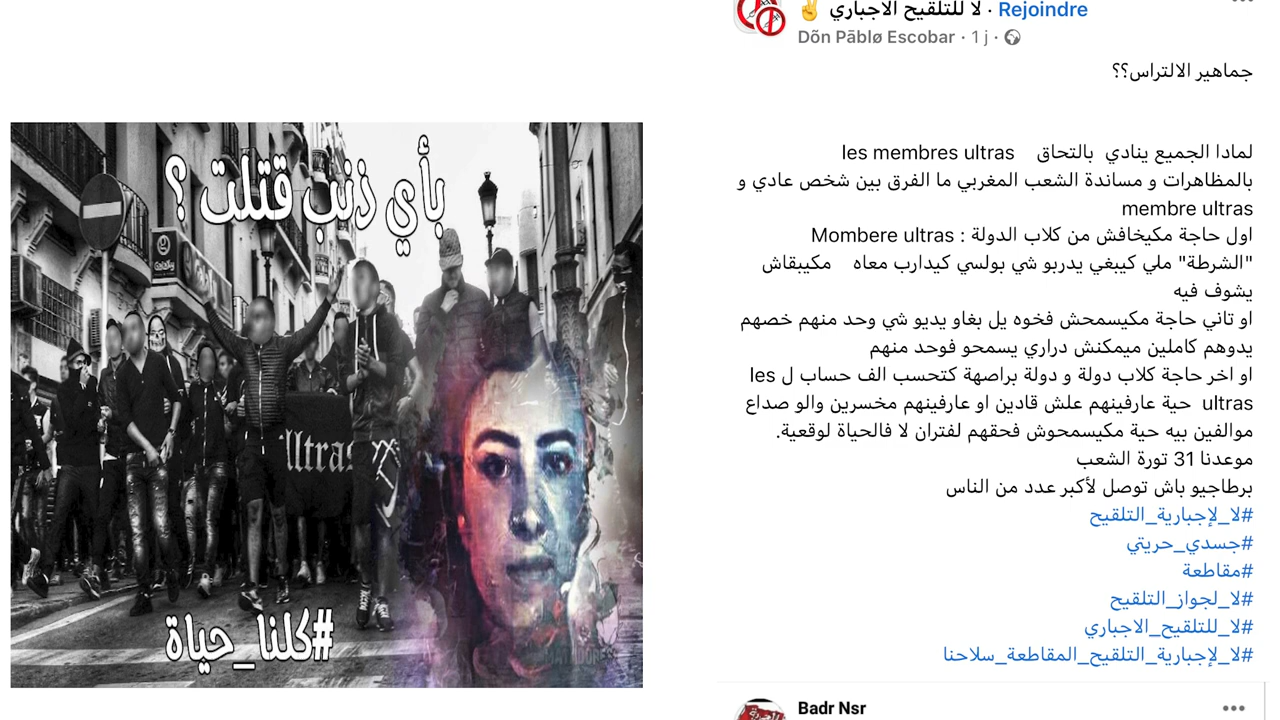 بأي ذنب قتلت ؟
Ultras
#كلنا_حياة
لا للتلقيح الاجباري ✌ · Rejoindre
Dõn Pāblø Escobar · 1 j ·
جماهير الالتراس؟؟
لمادا الجميع ينادي بالتحاق les membres ultras
بالمظاهرات و مساندة الشعب المغربي ما الفرق بين شخص عادي و
membre ultras
اول حاجة مكيخافش من كلاب الدولة : Mombere ultras
"الشرطة" ملي كيبغي يدربو شي بولسي كيدارب معاه مكيبقاش
يشوف فيه
او تاني حاجة مكيسمحش فخوه يل بغاو يديو شي وحد منهم خصهم
يدوهم كاملين ميمكنش دراري يسمحو فوحد منهم
او اخر حاجة كلاب دولة و دولة براصهة كتحسب الف حساب ل les
ultras حية عارفينهم علش قادين او عارفينهم مخسرين والو صداع
موالفين بيه حية مكيسمحوش فحقهم لفتران لا فالحياة لوقعية.
موعدنا 31 تورة الشعب
برطاجيو باش توصل لأكبر عدد من الناس
#لا_لإجبارية_التلقيح
#جسدي_حريتي
#مقاطعة
#لا_لجواز_التلقيح
#لا_للتلقيح_الاجباري
#لا_لإجبارية_التلقيح_المقاطعة_سلاحنا
Badr Nsr